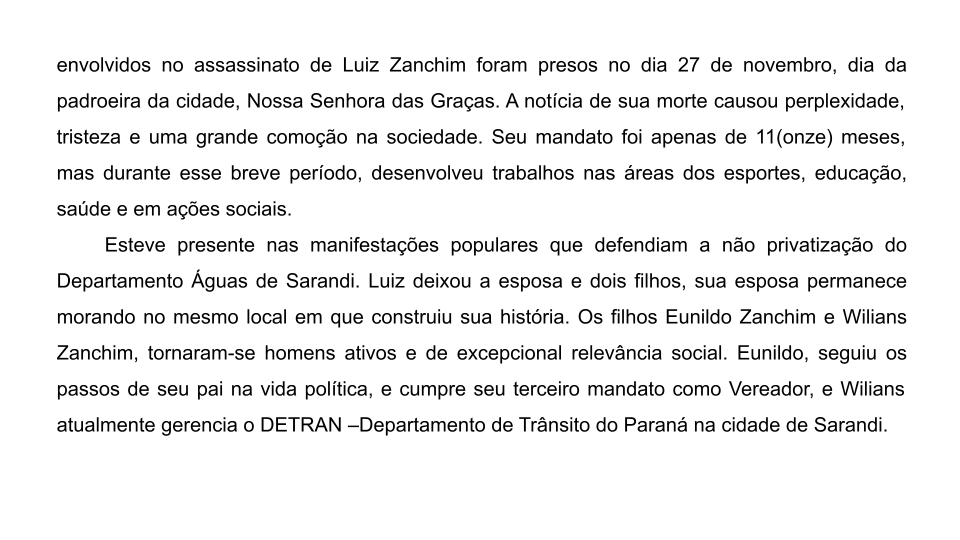 envolvidos no assassinato de Luiz Zanchim foram presos no dia 27 de novembro, dia da
padroeira da cidade, Nossa Senhora das Graças. A notícia de sua morte causou perplexidade,
tristeza e uma grande comoção na sociedade. Seu mandato foi apenas de 11(onze) meses,
mas durante esse breve período, desenvolveu trabalhos nas áreas dos esportes, educação,
saúde e em ações sociais.
Esteve presente nas manifestações populares que defendiam a não privatização do
Departamento Águas de Sarandi. Luiz deixou a esposa e dois filhos, sua esposa permanece
morando no mesmo local em que construiu sua história. Os filhos Eunildo Zanchim e Wilians
Zanchim, tornaram-se homens ativos e de excepcional relevância social. Eunildo, seguiu os
passos de seu pai na vida política, e cumpre seu terceiro mandato como Vereador, e Wilians
atualmente gerencia o DETRAN –Departamento de Trânsito do Paraná na cidade de Sarandi.